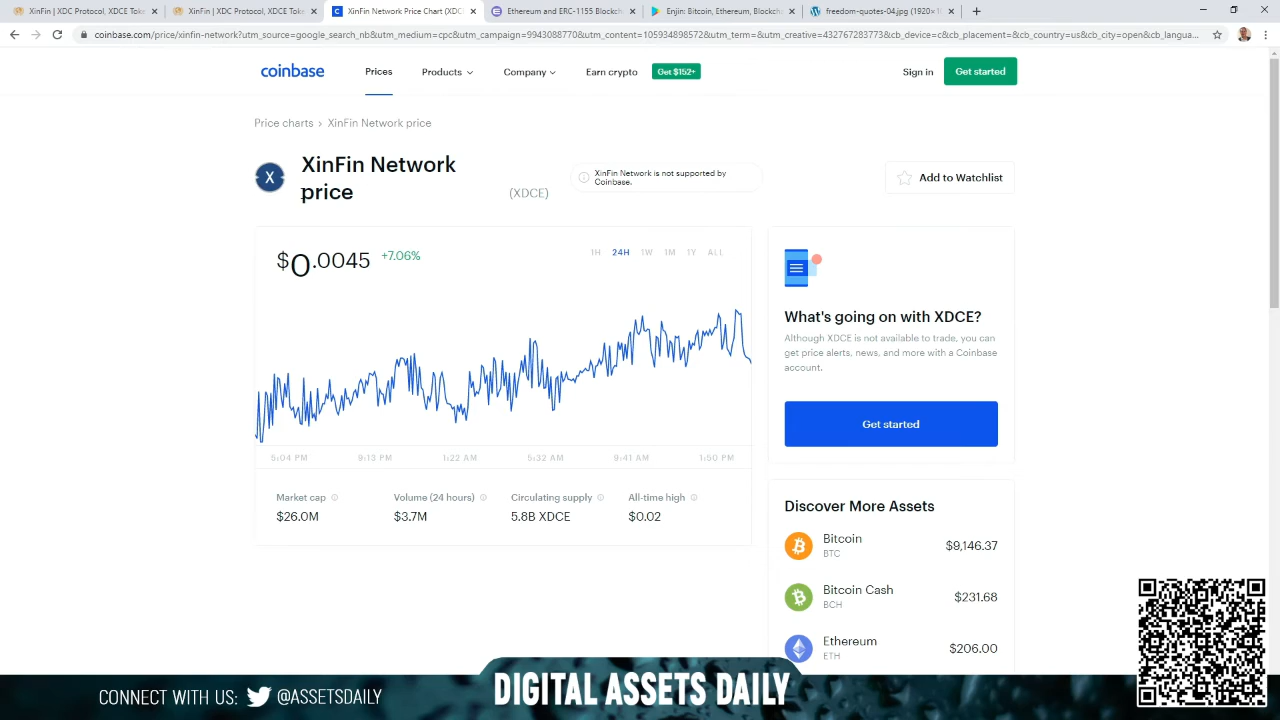 XinFin | XDC Protocol, XDCE Toke
XinFin | XDC Protocol, XDCE Toke
XinFin Network Price Chart (XDC
Ethereum and ERC-1155 Blockch
Enjin: Bitcoin, Ethereum, Blockch
freedom-quotes-04.jpg (1920×10
coinbase.com/price/xinfin-network?utm_source=google_search_nb&utm_medium=cpc&utm_campaign=9943088770&utm_content=105934898572&utm_term=&utm_creative=432767283773&cb_device=c&cb_placement=&cb_country=us&cb_city=open&cb_langua...
coinbase
Prices
Products
Company
Earn crypto
Get $152+
Sign in
Get started
Price charts › XinFin Network price
X
XinFin Network
price
(XDCE)
XinFin Network is not supported by
Coinbase.
Add to Watchlist
$0.0045 +7.06%
1H 24H 1W 1M 1Y ALL
5:04 PM 9:13 PM 1:22 AM 5:32 AM 9:41 AM 1:50 PM
Market cap
$26.0M
Volume (24 hours)
$3.7M
Circulating supply
5.8B XDCE
All-time high
$0.02
What's going on with XDCE?
Although XDCE is not available to trade, you can
get price alerts, news, and more with a Coinbase
account.
Get started
Discover More Assets
Bitcoin
BTC
$9,146.37
Bitcoin Cash
BCH
$231.68
Ethereum
ETH
$206.00
CONNECT WITH US: @ASSETSDAILY
DIGITAL ASSETS DAILY